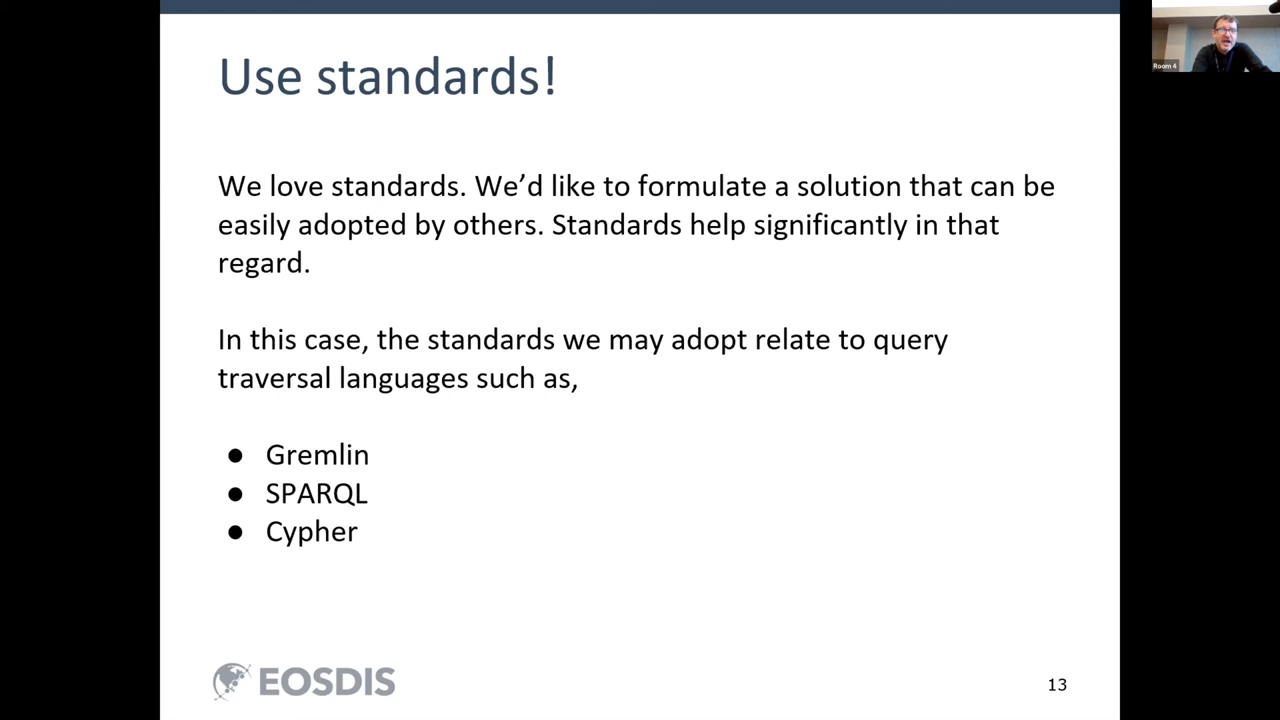 Use standards!
We love standards. We’d like to formulate a solution that can be
easily adopted by others. Standards help significantly in that
regard.
In this case, the standards we may adopt relate to query
traversal languages such as,
● Gremlin
● SPARQL
● Cypher
EOSDIS
13
Room 4